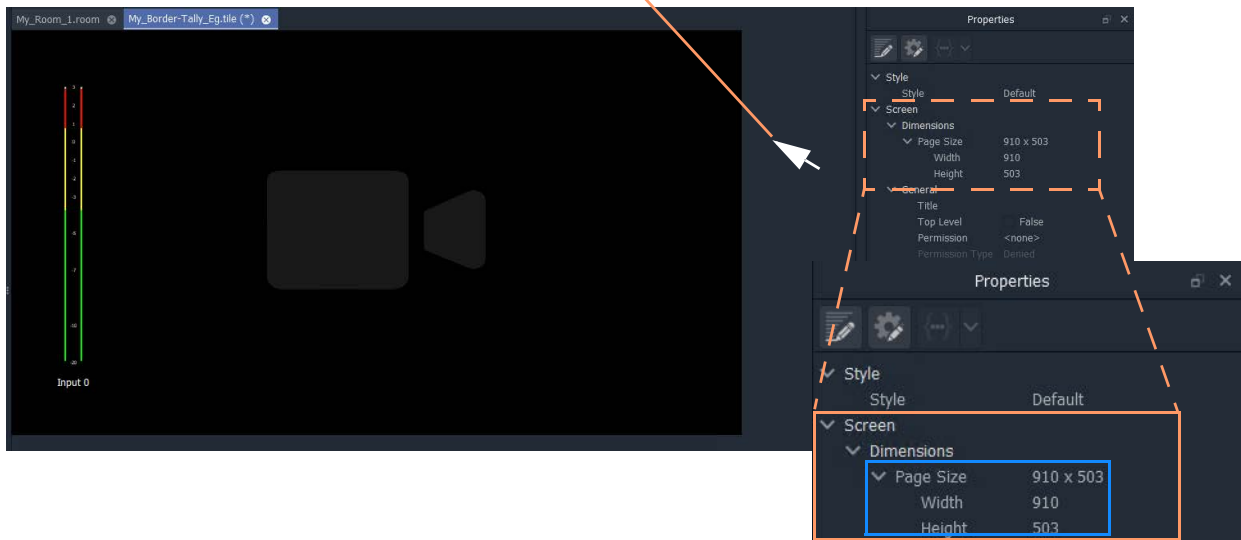 My_Room_1.room
My_Border-Tally_Eg.tile (*)
Properties
Style
Style Default
Screen
Dimensions
Page Size 910 x 503
Width 910
Height 503
General
Title
Top Level False
Permission <none>
Permission Type Denied
3
2
1
0
-1
-2
-3
-7
-20
Input 0
Properties
Style
Style Default
Screen
Dimensions
Page Size 910 x 503
Width 910
Height 503